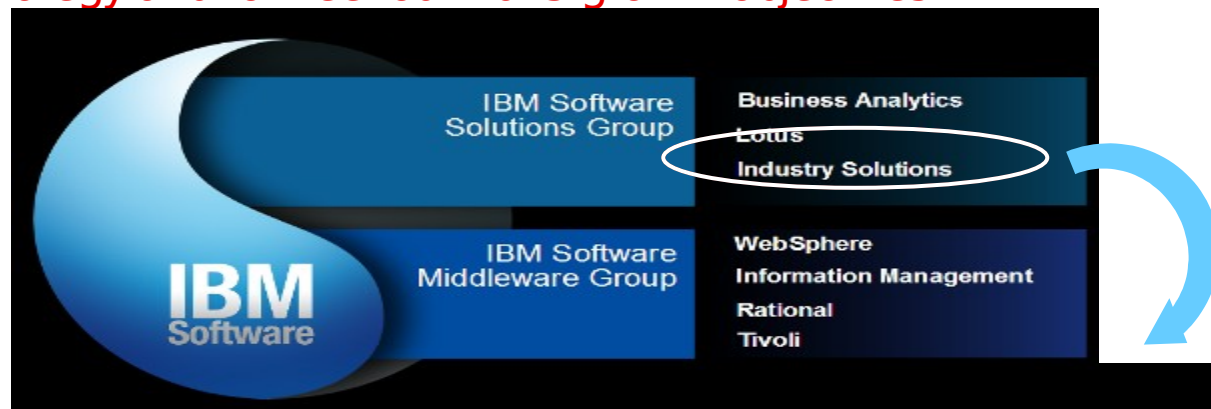 IBM Software
Solutions Group
Business Analytics
Lotus
Industry Solutions
IBM Software
Middleware Group
WebSphere
Information Management
Rational
Tivoli
IBM
Software